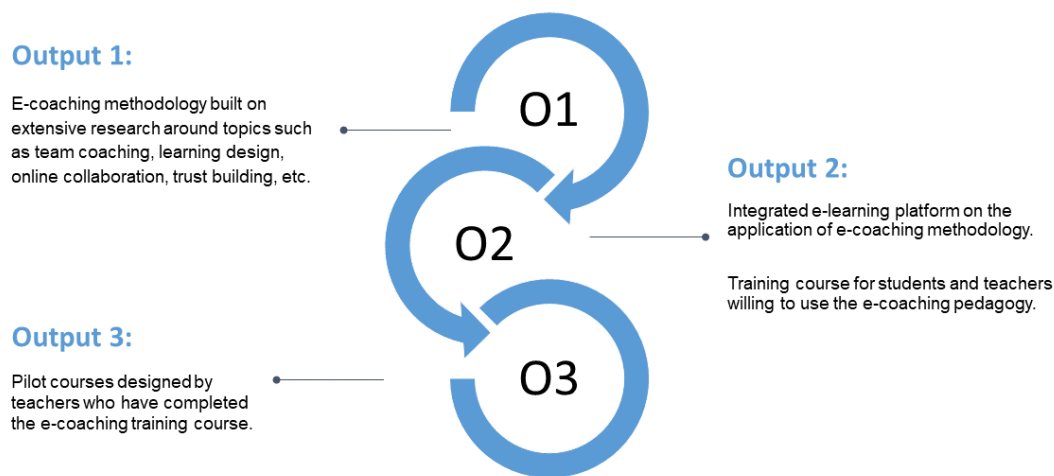 Output 1:
E-coaching methodology built on
extensive research around topics such
as team coaching, learning design,
online collaboration, trust building, etc.
O1
Output 2:
Integrated e-learning platform on the
application of e-coaching methodology.
Training course for students and teachers
willing to use the e-coaching pedagogy.
O2
Output 3:
Pilot courses designed by
teachers who have completed
the e-coaching training course.
O3